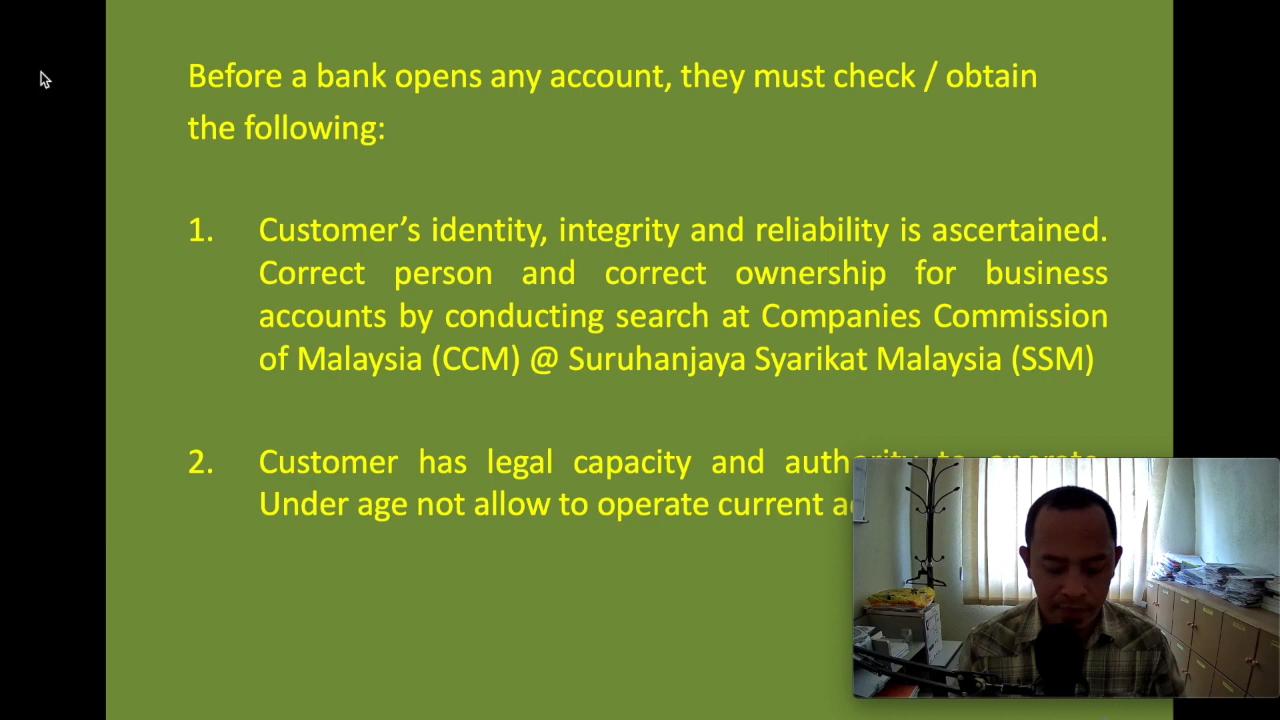 Before a bank opens any account, they must check / obtain
the following:
1. Customer’s identity, integrity and reliability is ascertained.
Correct person and correct ownership for business
accounts by conducting search at Companies Commission
of Malaysia (CCM) @ Suruhanjaya Syarikat Malaysia (SSM)
2. Customer has legal capacity and authority to operate.
Under age not allow to operate current